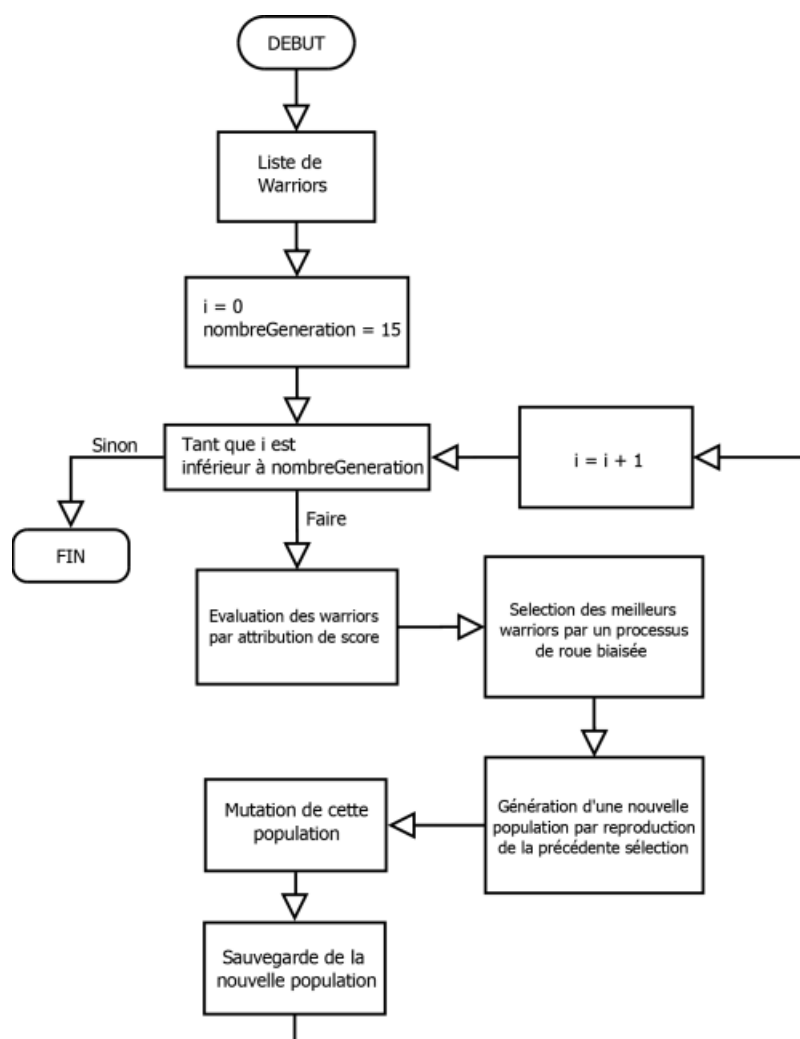 DEBUT
Liste de
Warriors
i = 0
nombreGeneration = 15
Tant que i est
inférieur à nombreGeneration
Sinon
FIN
i = i + 1
Faire
Evaluation des warriors
par attribution de score
Selection des meilleurs
warriors par un processus
de roue biaisée
Génération d'une nouvelle
population par reproduction
de la précédente sélection
Mutation de cette
population
Sauvegarde de la
nouvelle population